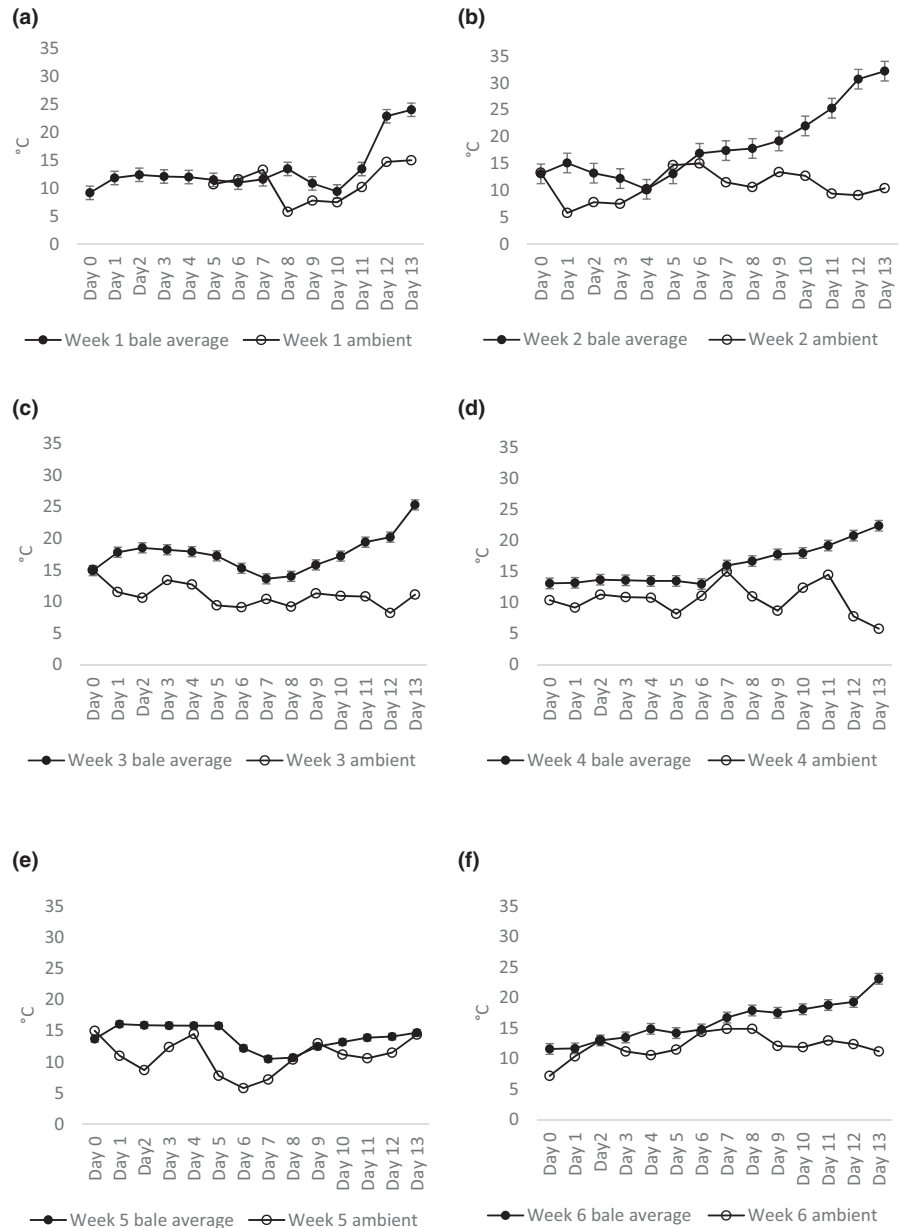 (a)
35
30
25
20
15
10
5
0
°C
Day 0
Day 1
Day2
Day 3
Day 4
Day 5
Day 6
Day 7
Day 8
Day 9
Day 10
Day 11
Day 12
Day 13
Week 1 bale average
Week 1 ambient
(b)
35
30
25
20
15
10
5
0
°C
Day 0
Day 1
Day2
Day 3
Day 4
Day 5
Day 6
Day 7
Day 8
Day 9
Day 10
Day 11
Day 12
Day 13
Week 2 bale average
Week 2 ambient
(c)
35
30
25
20
15
10
5
0
°C
Day 0
Day 1
Day2
Day 3
Day 4
Day 5
Day 6
Day 7
Day 8
Day 9
Day 10
Day 11
Day 12
Day 13
Week 3 bale average
Week 3 ambient
(d)
35
30
25
20
15
10
5
0
°C
Day 0
Day 1
Day2
Day 3
Day 4
Day 5
Day 6
Day 7
Day 8
Day 9
Day 10
Day 11
Day 12
Day 13
Week 4 bale average
Week 4 ambient
(e)
35
30
25
20
15
10
5
0
°C
Day 0
Day 1
Day2
Day 3
Day 4
Day 5
Day 6
Day 7
Day 8
Day 9
Day 10
Day 11
Day 12
Day 13
Week 5 bale average
Week 5 ambient
(f)
35
30
25
20
15
10
5
0
°C
Day 0
Day 1
Day2
Day 3
Day 4
Day 5
Day 6
Day 7
Day 8
Day 9
Day 10
Day 11
Day 12
Day 13
Week 6 bale average
Week 6 ambient